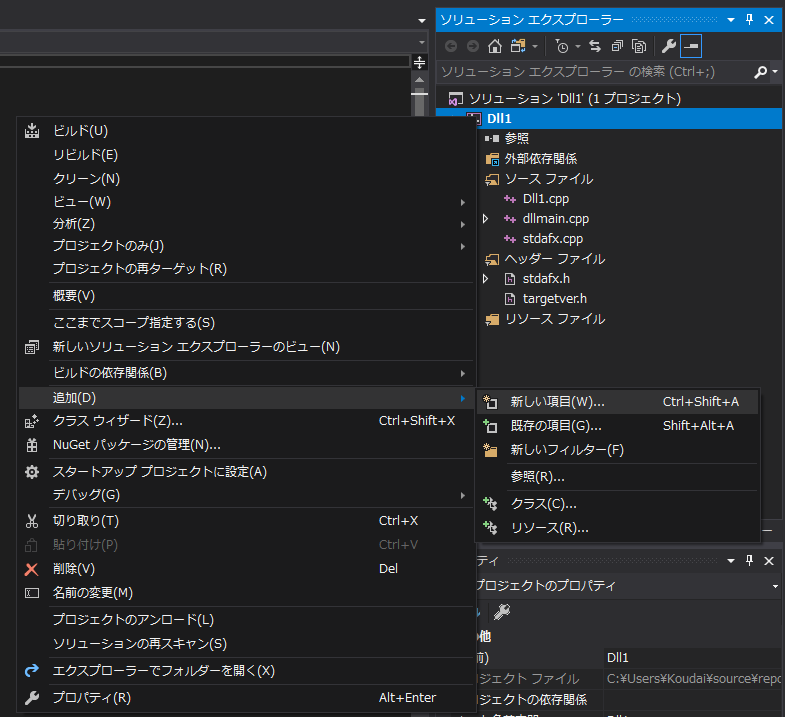 ソリューション エクスプローラー
ソリューション エクスプローラー の検索 (Ctrl+;)
ソリューション 'Dll1' (1 プロジェクト)
Dll1
参照
外部依存関係
ソース ファイル
Dll1.cpp
dllmain.cpp
stdafx.cpp
ヘッダー ファイル
stdafx.h
targetver.h
リソース ファイル
ビルド(U)
リビルド(E)
クリーン(N)
ビュー(W)
分析(Z)
プロジェクトのみ(J)
プロジェクトの再ターゲット(R)
概要(V)
ここまでスコープ指定する(S)
新しいソリューション エクスプローラーのビュー(N)
ビルドの依存関係(B)
追加(D)
クラス ウィザード(Z)... Ctrl+Shift+X
NuGet パッケージの管理(N)...
スタートアップ プロジェクトに設定(A)
デバッグ(G)
切り取り(T) Ctrl+X
貼り付け(P) Ctrl+V
削除(V) Del
名前の変更(M)
プロジェクトのアンロード(L)
ソリューションの再スキャン(S)
エクスプローラーでフォルダーを開く(X)
プロパティ(R) Alt+Enter
新しい項目(W)... Ctrl+Shift+A
既存の項目(G)... Shift+Alt+A
新しいフィルター(F)
参照(R)...
クラス(C)...
リソース(R)...
ティ
プロジェクトのプロパティ
他
前) Dll1
ロジェクト ファイル C:¥Users¥Koudai¥source¥repo
ロジェクトの依存関係